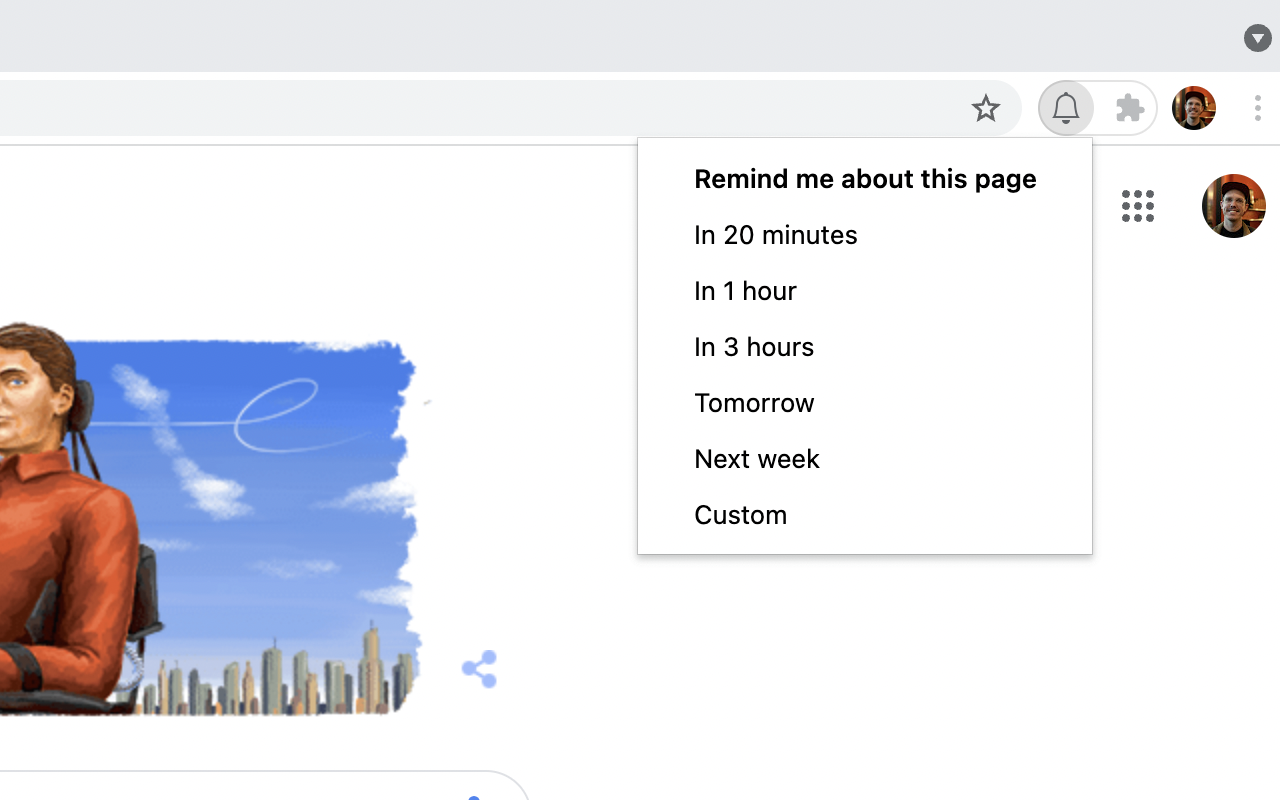 Remind me about this page
In 20 minutes
In 1 hour
In 3 hours
Tomorrow
Next week
Custom